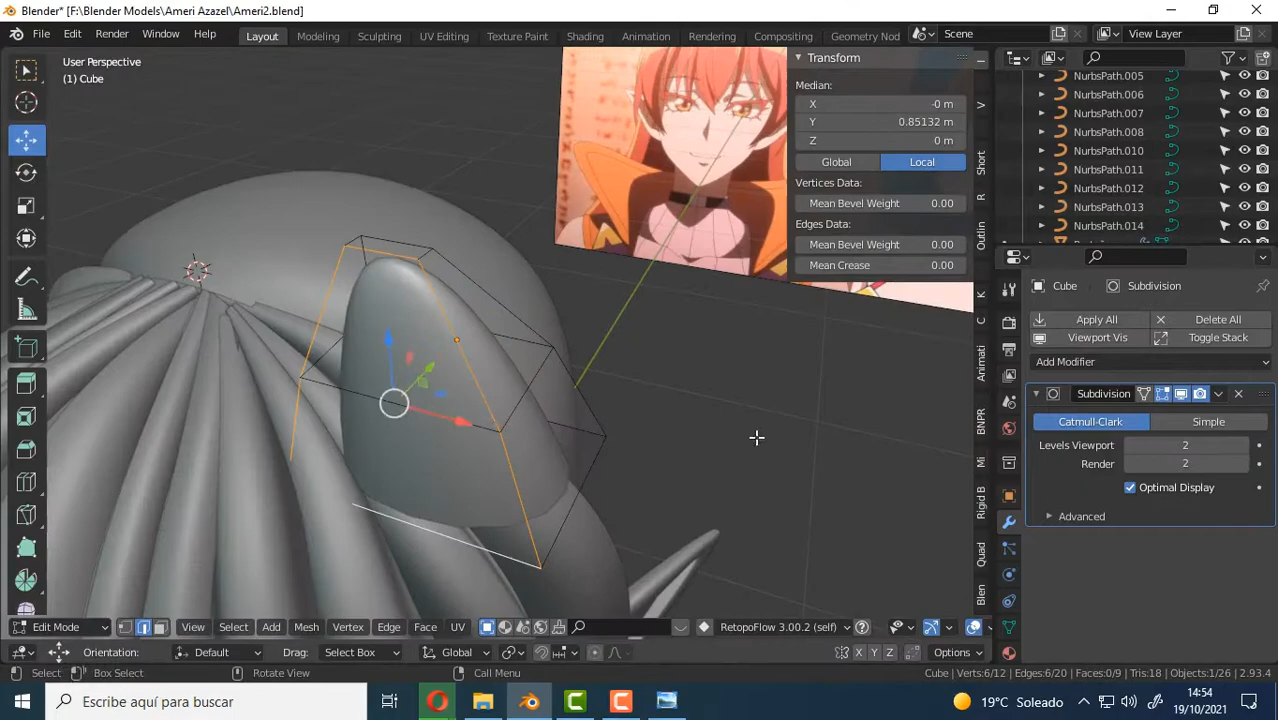 Blender* [F:\Blender Models\Ameri Azazel\Ameri2.blend]
File Edit Render Window Help Layout Modeling Sculpting UV Editing Texture Paint Shading Animation Rendering Compositing Geometry Nod Scene View Layer
User Perspective
(1) Cube
Transform
Median:
X -0 m
Y 0.85132 m
Z 0 m
Global Local
Vertices Data:
Mean Bevel Weight 0.00
Edges Data:
Mean Bevel Weight 0.00
Mean Crease 0.00
I
V
Short
R
Outlin
K
C
Animati
BNPR
Mi
Rigid B
Quad
Blen
NurbsPath.005
NurbsPath.006
NurbsPath.007
NurbsPath.008
NurbsPath.010
NurbsPath.011
NurbsPath.012
NurbsPath.013
NurbsPath.014
Cube Subdivision
Apply All Delete All
Viewport Vis Toggle Stack
Add Modifier
Subdivision
Catmull-Clark Simple
Levels Viewport 2
Render 2
Optimal Display
Advanced
Edit Mode View Select Add Mesh Vertex Edge Face UV RetopoFlow 3.00.2 (self)
Orientation: Default Drag: Select Box Global X Y Z Options
Select Box Select Rotate View Call Menu Cube | Verts:6/12 | Edges:6/20 | Faces:0/9 | Tris:18 | Objects:1/26 | 2.93.4
Escribe aquí para buscar 19°C Soleado 14:54
19/10/2021